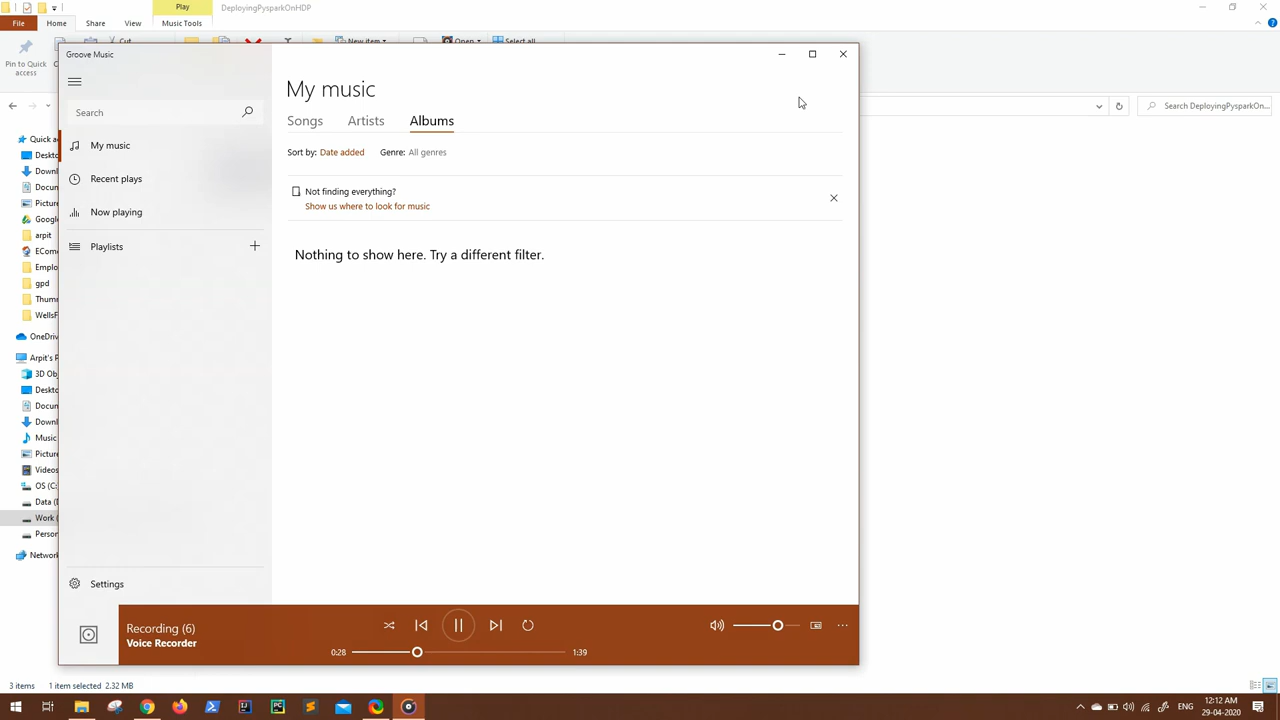 Play
DeployingPysparkOnHDP
File
Home
Share
View
Music Tools
Cut
New item
Open
Select all
Pin to Quick
access
Groove Music
Search
My music
Recent plays
Now playing
Playlists
Settings
My music
Songs
Artists
Albums
Sort by: Date added
Genre: All genres
Not finding everything?
Show us where to look for music
Nothing to show here. Try a different filter.
Search DeployingPysparkOn...
Quick a
Deskto
Downl
Docum
Picture
Google
arpit
ECome
Emplo
gpd
Thumn
WellsF
OneDriv
Arpit's P
3D Obj
Deskto
Docum
Downl
Music
Picture
Videos
OS (C:
Data (D
Work (
Person
Network
Recording (6)
Voice Recorder
0:28
1:39
3 items
1 item selected 2.32 MB
ENG
12:12 AM
29-04-2020